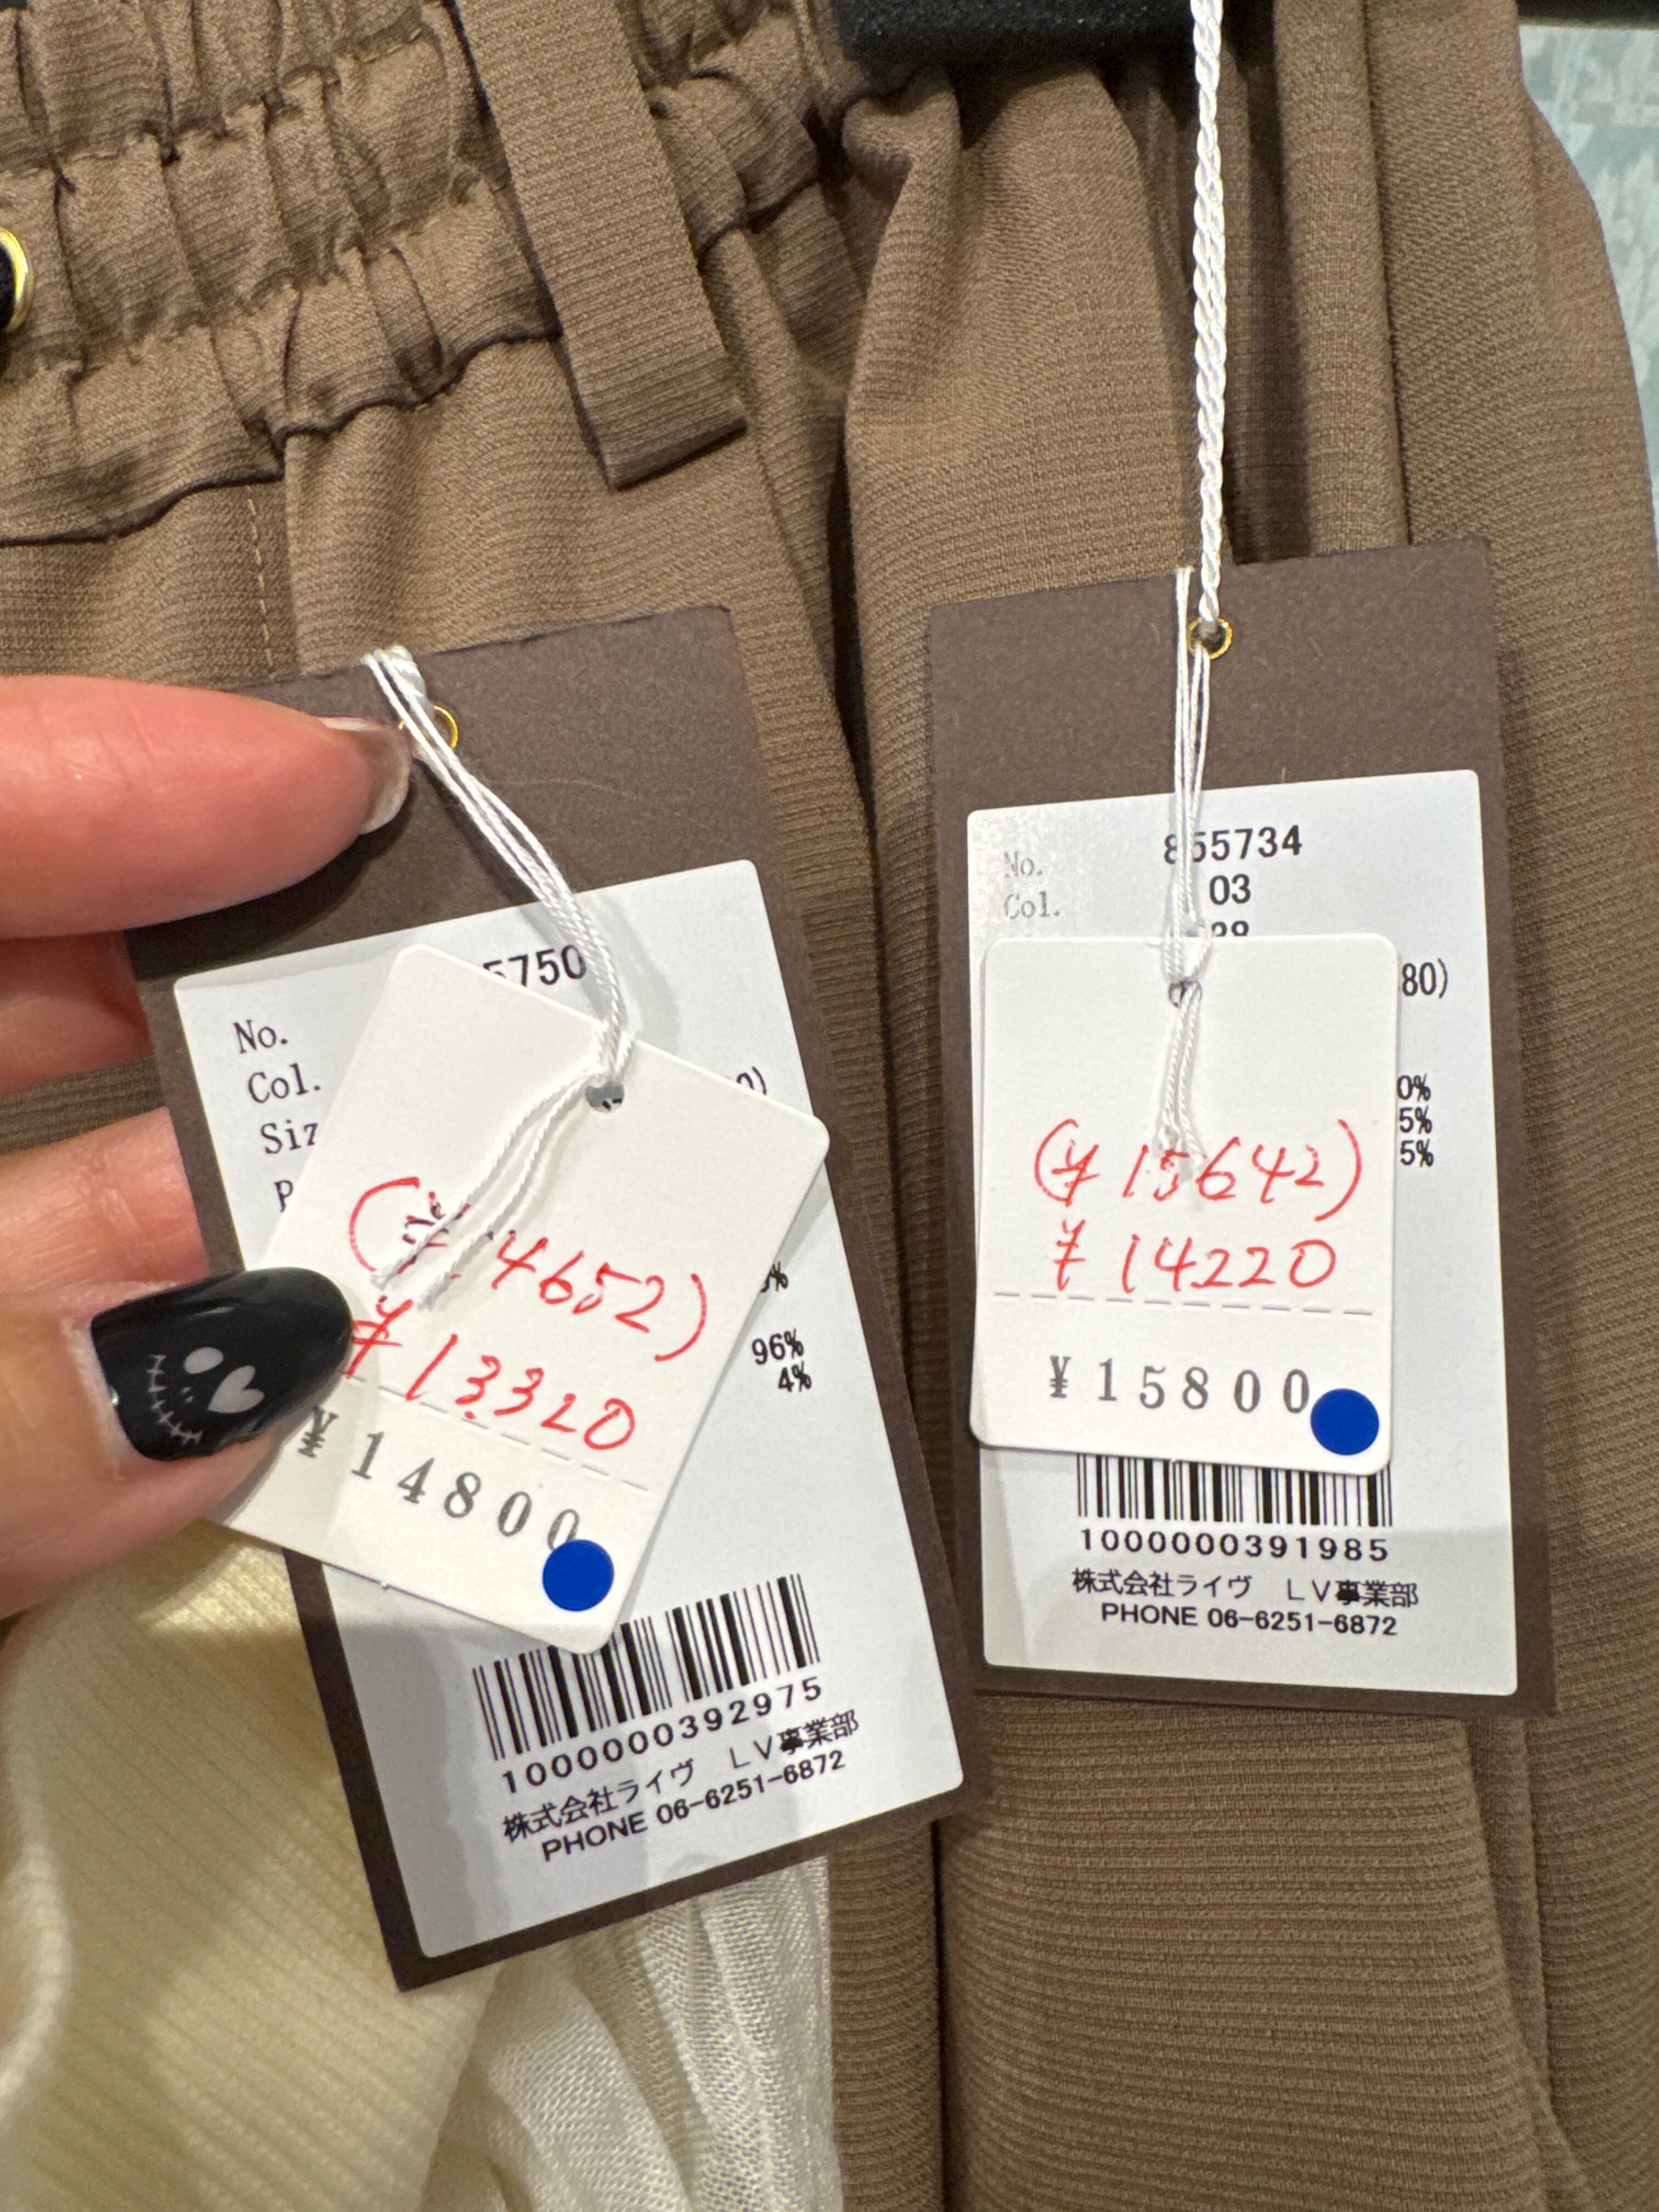 5750
No.
Col.
(¥14652)
¥13320
¥14800
96%
4%
1000000392975
株式会社ライヴ LV事業部
PHONE 06-6251-6872
No. 855734
Col. 03
80)
0%
5%
5%
(¥15642)
¥14220
¥15800
1000000391985
株式会社ライヴ LV事業部
PHONE 06-6251-6872